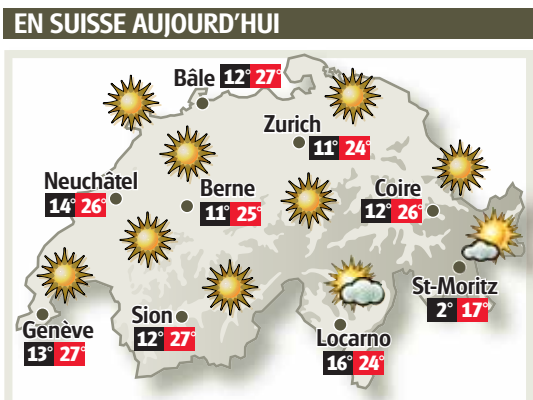 EN SUISSE AUJOURD'HUI
Bâle 12° 27°
Zurich
11° 24°
Neuchâtel
14° 26°
Berne
11° 25°
Coire
12° 26°
St-Moritz
2° 17°
Sion
12° 27°
Genève
13° 27°
Locarno
16° 24°